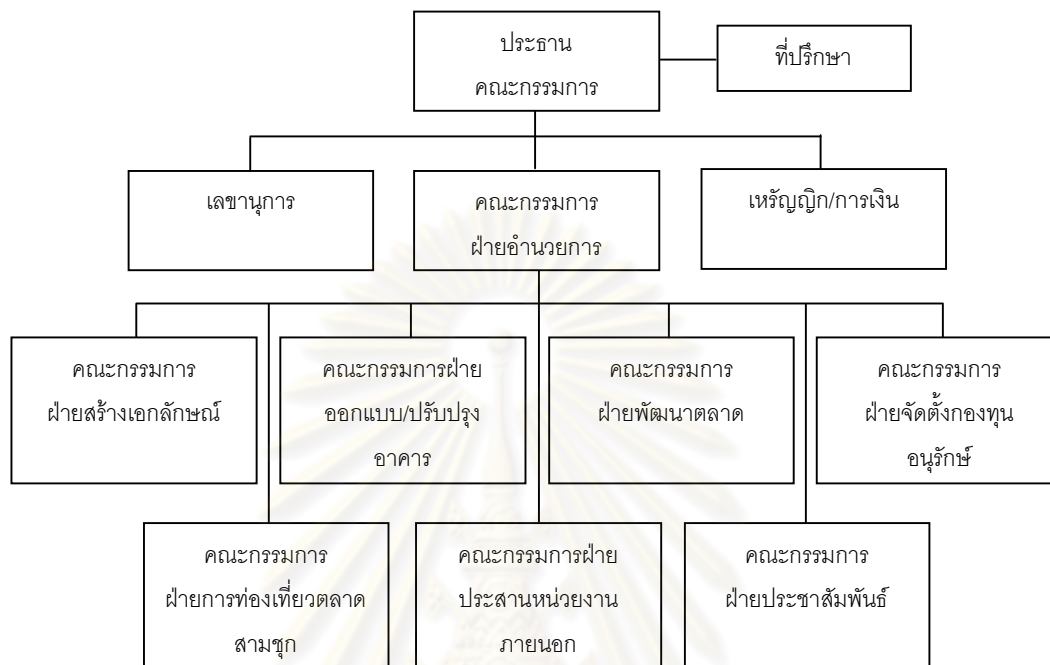 ประธาน
คณะกรรมการ
ที่ปรึกษา
เลขานุการ
คณะกรรมการ
ฝ่ายอำนวยการ
เหรัญญิก/การเงิน
คณะกรรมการ
ฝ่ายสร้างเอกลักษณ์
คณะกรรมการฝ่าย
ออกแบบ/ปรับปรุง
อาคาร
คณะกรรมการ
ฝ่ายพัฒนาตลาด
คณะกรรมการ
ฝ่ายจัดตั้งกองทุน
อนุรักษ์
คณะกรรมการ
ฝ่ายการท่องเที่ยวตลาด
สามชุก
คณะกรรมการฝ่าย
ประสานหน่วยงาน
ภายนอก
คณะกรรมการ
ฝ่ายประชาสัมพันธ์